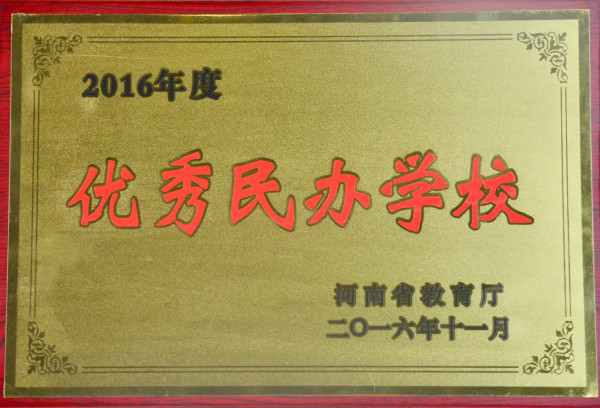 2016年度
优秀民办学校
河南省教育厅
二〇一六年十一月